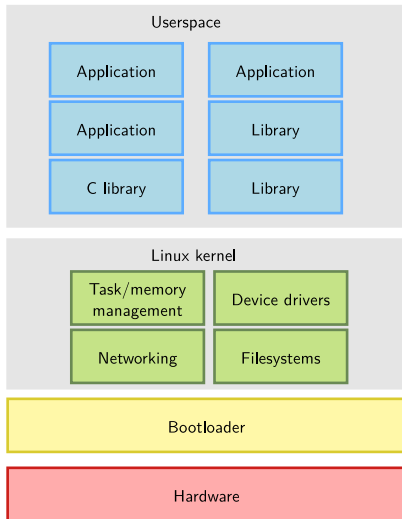 Userspace
Application
Application
Application
Library
C library
Library
Linux kernel
Task/memory
management
Device drivers
Networking
Filesystems
Bootloader
Hardware